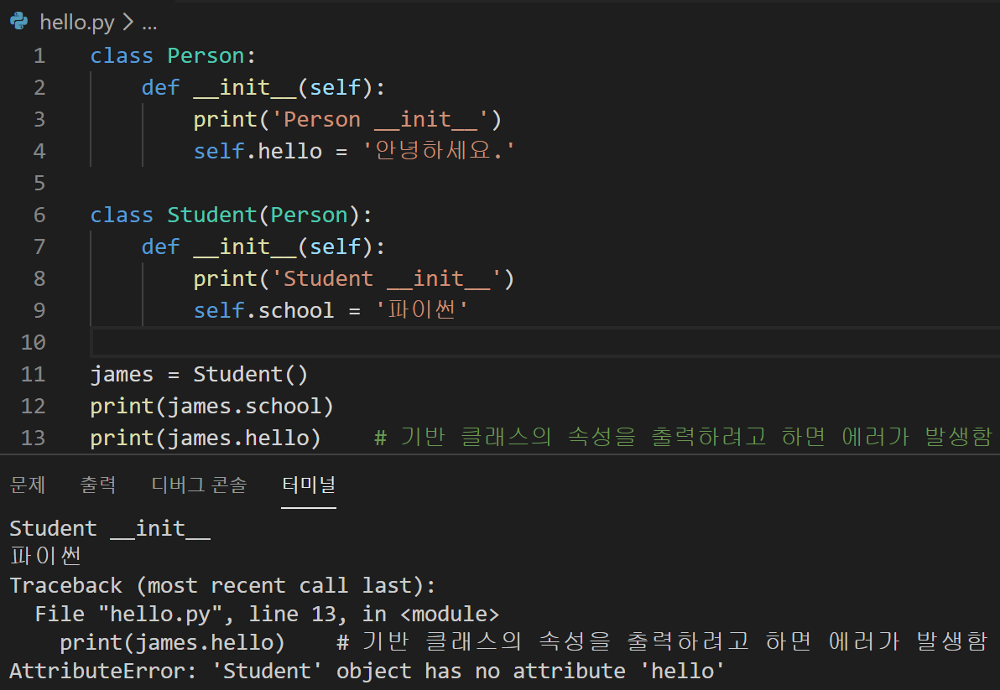 hello.py > ...
1 class Person:
2     def __init__(self):
3         print('Person __init__')
4         self.hello = '안녕하세요.'
5
6 class Student(Person):
7     def __init__(self):
8         print('Student __init__')
9         self.school = '파이썬'
10
11 james = Student()
12 print(james.school)
13 print(james.hello)    # 기반 클래스의 속성을 출력하려고 하면 에러가 발생함
문제 출력 디버그 콘솔 터미널
Student __init__
파이썬
Traceback (most recent call last):
  File "hello.py", line 13, in <module>
    print(james.hello)    # 기반 클래스의 속성을 출력하려고 하면 에러가 발생함
AttributeError: 'Student' object has no attribute 'hello'